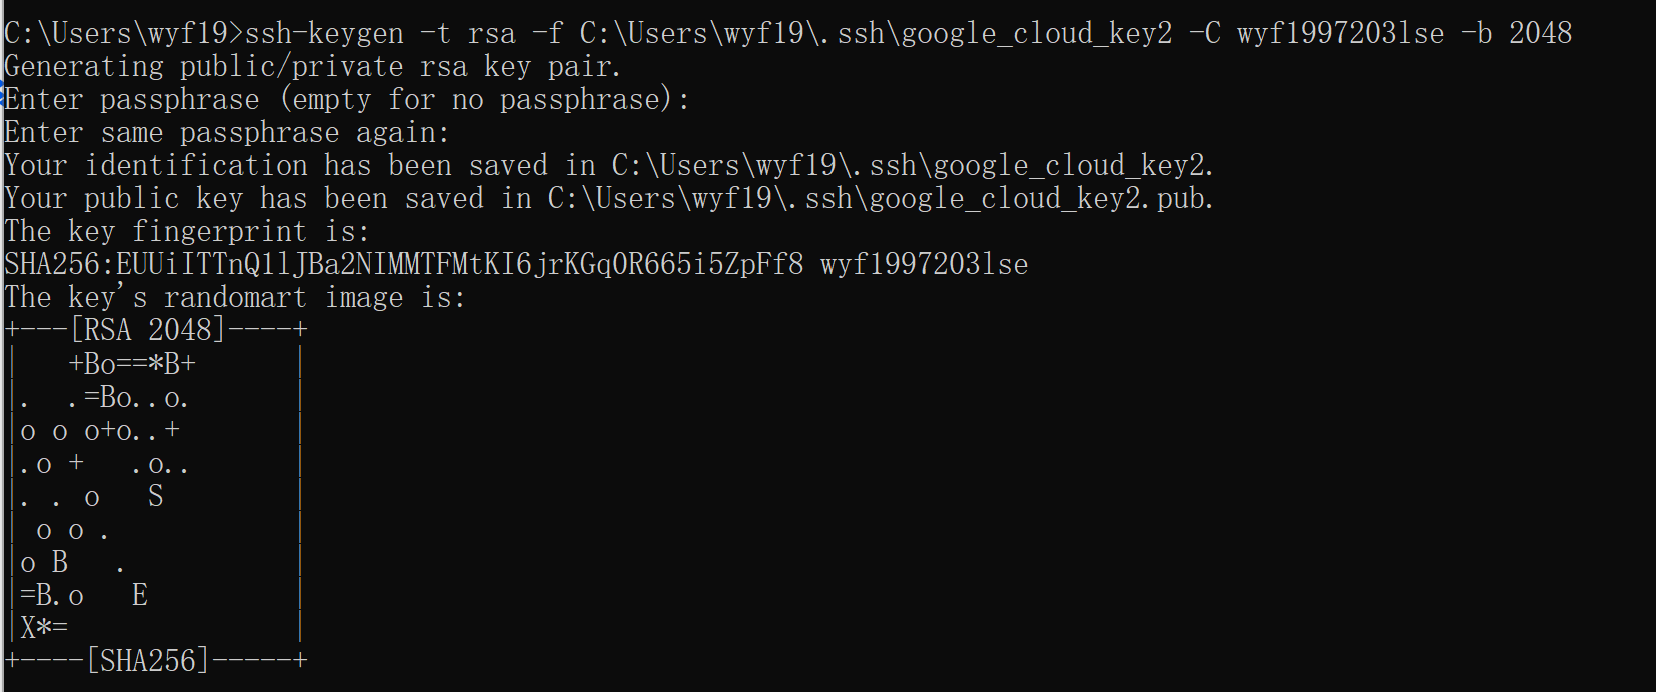 C:\Users\wyf19>ssh-keygen -t rsa -f C:\Users\wyf19\.ssh\google_cloud_key2 -C wyf1997203lse -b 2048
Generating public/private rsa key pair.
Enter passphrase (empty for no passphrase):
Enter same passphrase again:
Your identification has been saved in C:\Users\wyf19\.ssh\google_cloud_key2.
Your public key has been saved in C:\Users\wyf19\.ssh\google_cloud_key2.pub.
The key fingerprint is:
SHA256:EUUiITTnQ1lJBa2NIMMTFMtKI6jrKGqOR665i5ZpFf8 wyf1997203lse
The key's randomart image is:
+---[RSA 2048]----+
|   +Bo==*B+      |
|.  .=Bo..o.      |
|o o o+o..+       |
|.o +   .o..      |
|. . o   S        |
| o o .           |
|o B   .          |
|=B.o   E         |
|X*=              |
+----[SHA256]-----+